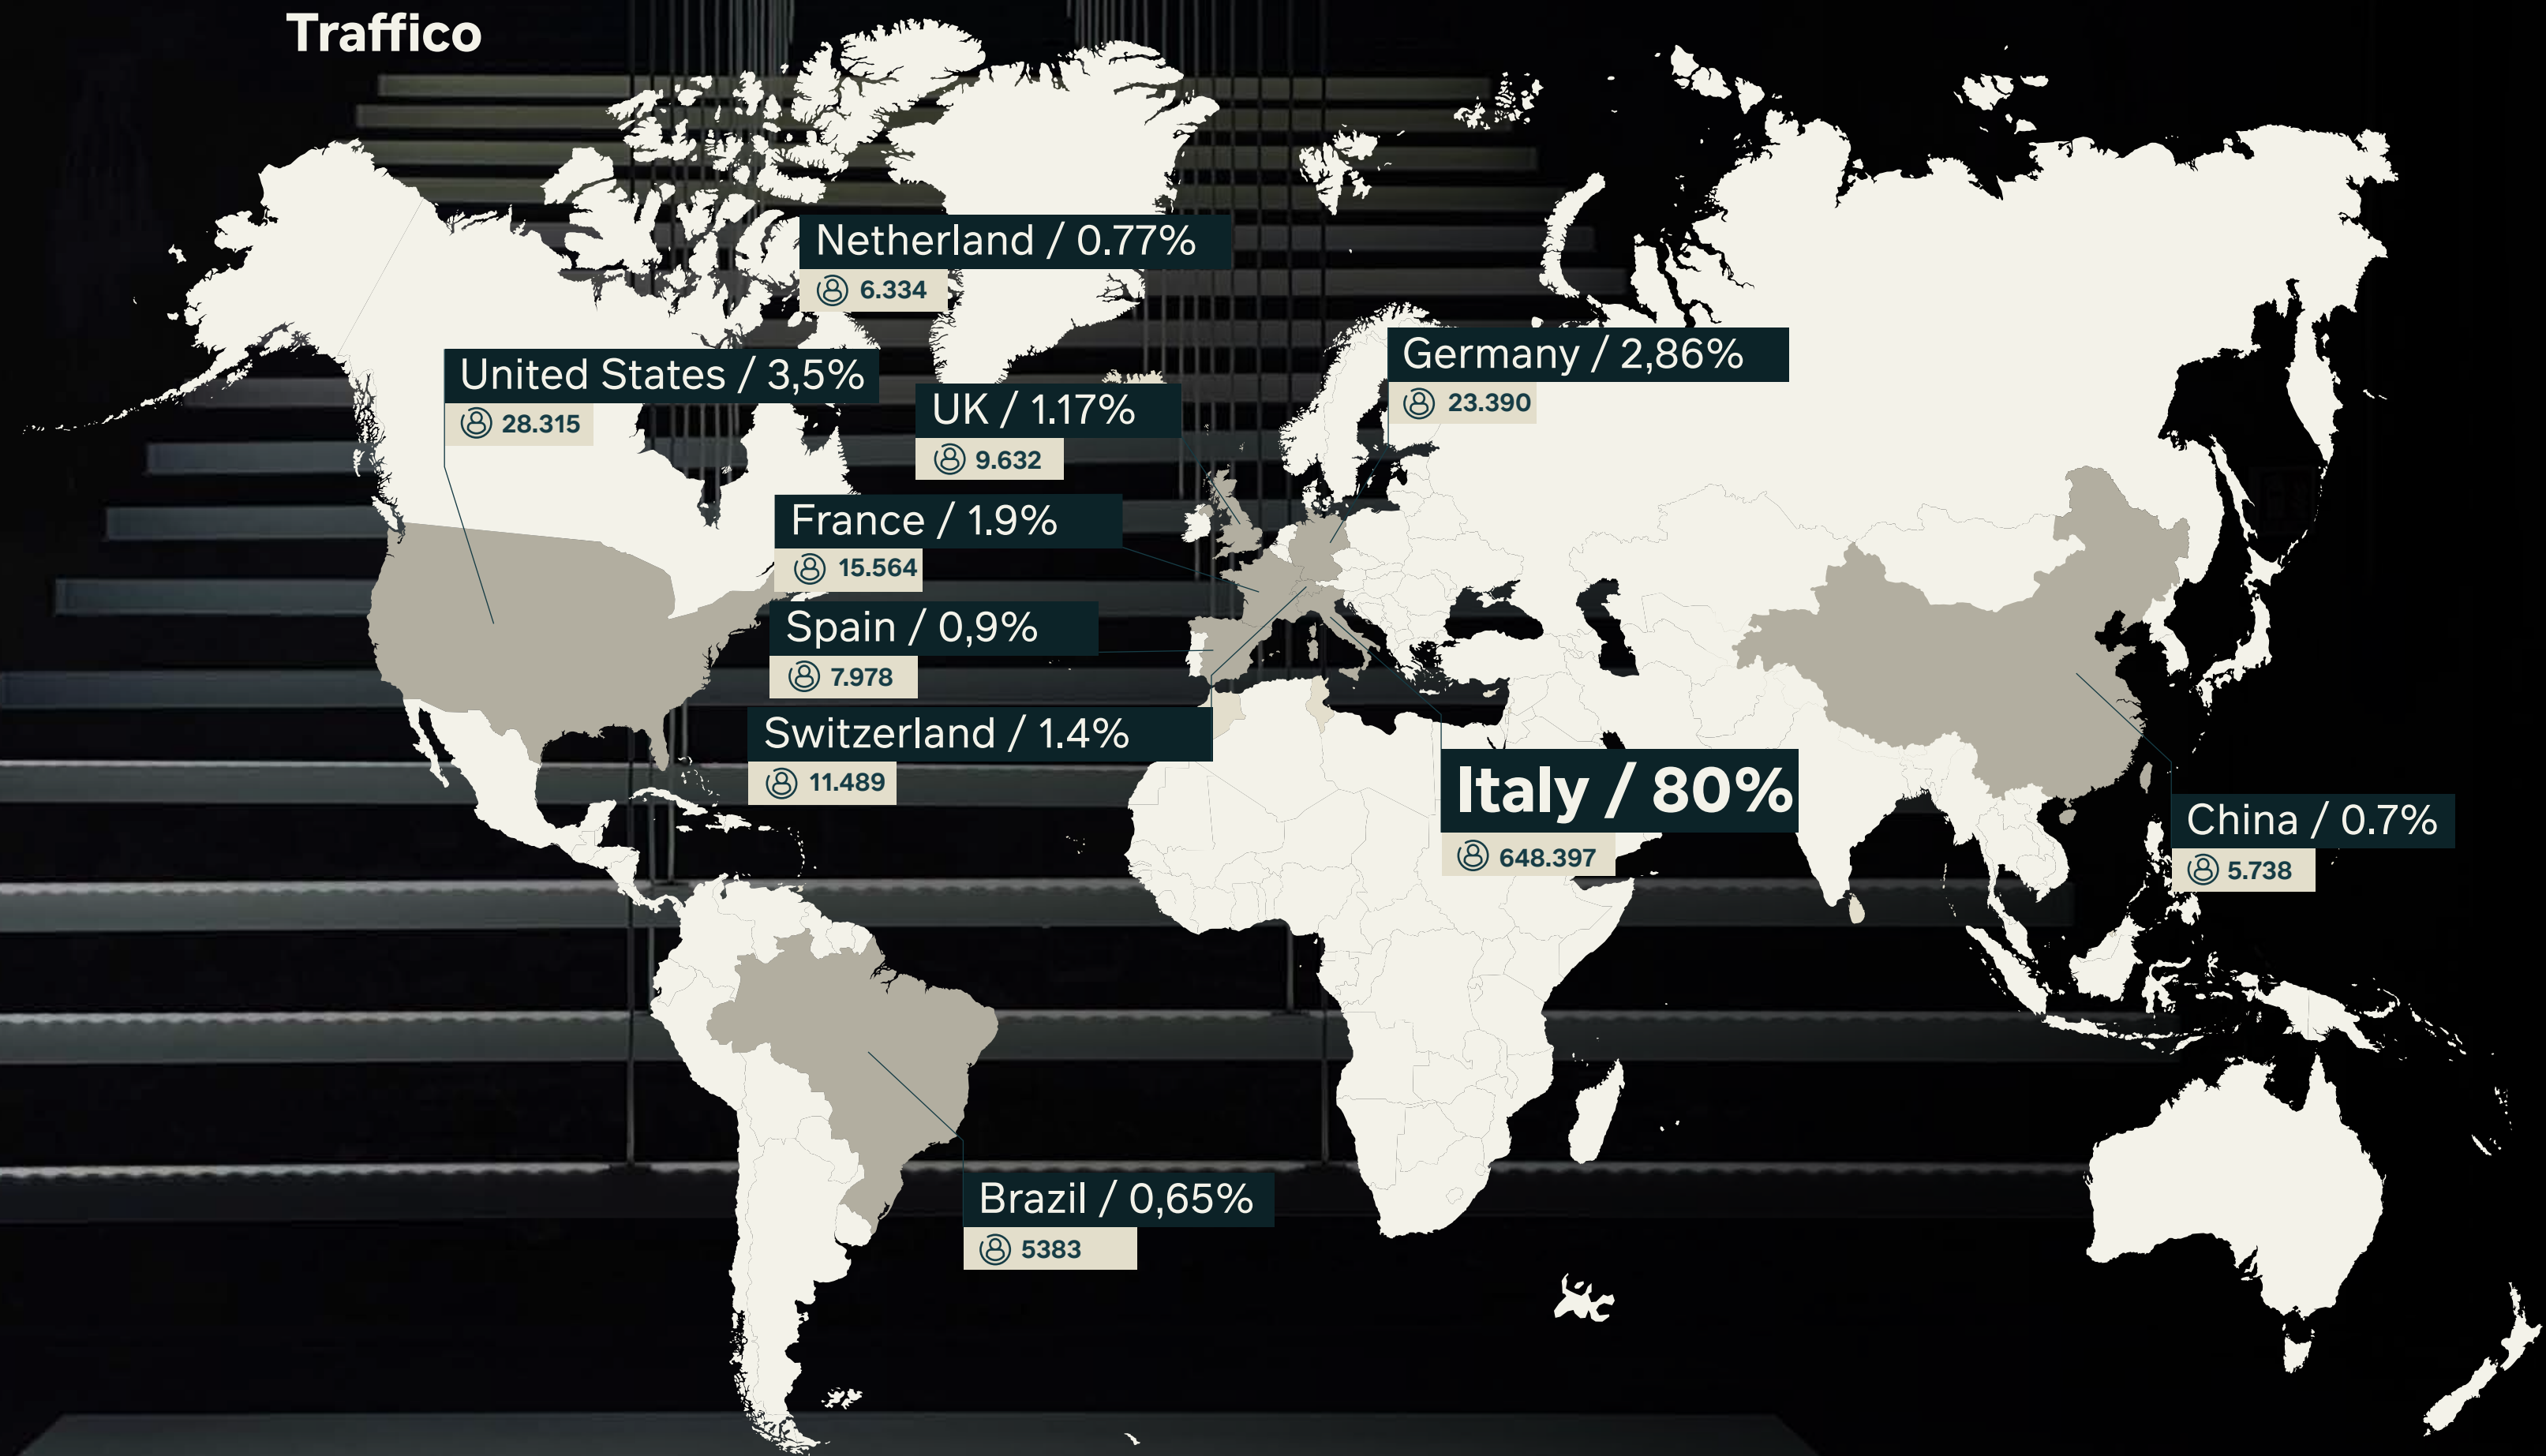 Traffico
Netherland / 0.77%
6.334
United States / 3,5%
28.315
Germany / 2,86%
23.390
UK / 1.17%
9.632
France / 1.9%
15.564
Spain / 0,9%
7.978
Switzerland / 1.4%
11.489
Italy / 80%
648.397
China / 0.7%
5.738
Brazil / 0,65%
5383